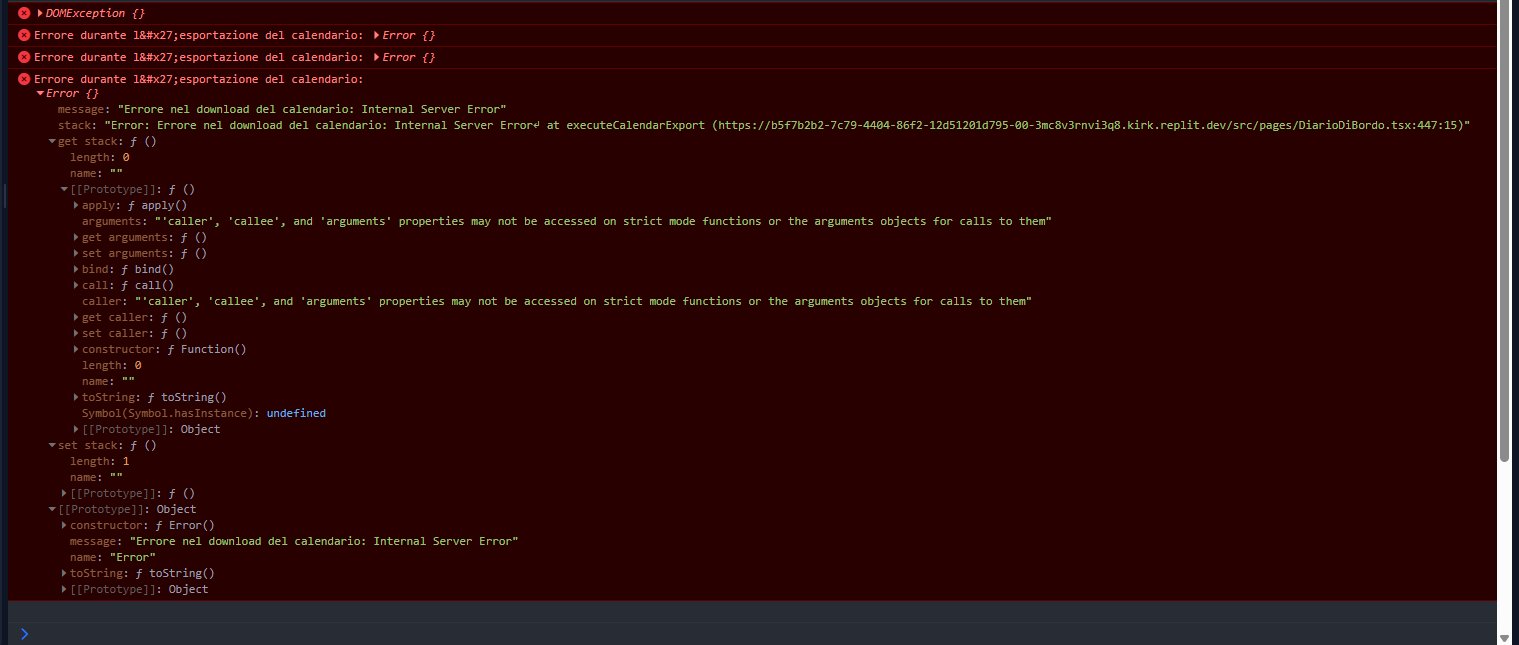 DOMException {}
Errore durante l&#x27;esportazione del calendario: Error {}
Errore durante l&#x27;esportazione del calendario: Error {}
Errore durante l&#x27;esportazione del calendario:
Error {}
message: "Errore nel download del calendario: Internal Server Error"
stack: "Error: Errore nel download del calendario: Internal Server Error↵ at executeCalendarExport (https://b5f7b2b2-7c79-4404-86f2-12d51201d795-00-3mc8v3rnvi3q8.kirk.replit.dev/src/pages/DiarioDiBordo.tsx:447:15)"
get stack: ƒ ()
length: 0
name: ""
[[Prototype]]: ƒ ()
apply: ƒ apply()
arguments: "'caller', 'callee', and 'arguments' properties may not be accessed on strict mode functions or the arguments objects for calls to them"
get arguments: ƒ ()
set arguments: ƒ ()
bind: ƒ bind()
call: ƒ call()
caller: "'caller', 'callee', and 'arguments' properties may not be accessed on strict mode functions or the arguments objects for calls to them"
get caller: ƒ ()
set caller: ƒ ()
constructor: ƒ Function()
length: 0
name: ""
toString: ƒ toString()
Symbol(Symbol.hasInstance): undefined
[[Prototype]]: Object
set stack: ƒ ()
length: 1
name: ""
[[Prototype]]: ƒ ()
[[Prototype]]: Object
constructor: ƒ Error()
message: "Errore nel download del calendario: Internal Server Error"
name: "Error"
toString: ƒ toString()
[[Prototype]]: Object